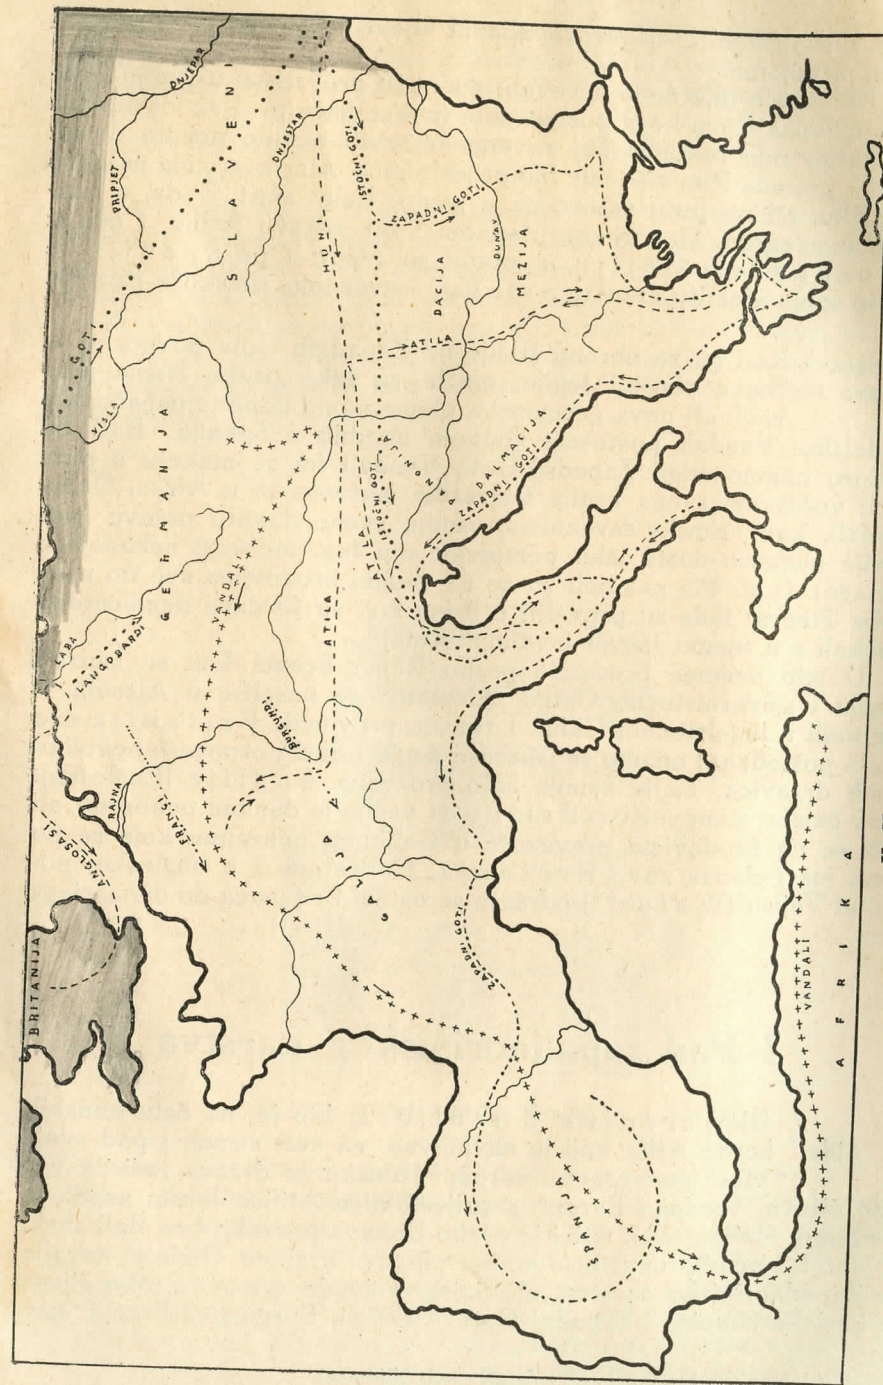 DNJEPAR
PRIPJET
SLAVENI
DNJESTAR
HUNI
ISTOČNI GOTI
ZAPADNI GOTI
DUNAV
DACIJA
MEZIJA
GOTI
VISLA
ATILA
GERMANIJA
PANONIJA
DALMACIJA
ZAPADNI GOTI
ISTOČNI GOTI
ATILA
VANDALI
ATILA
LABA
LANGOBARDI
BURGUNDI
RAJNA
FRANCI
ANGLOSASI
GALIJA
BRITANIJA
ZAPADNI GOTI
ŠPANIJA
VANDALI
AFRIKA